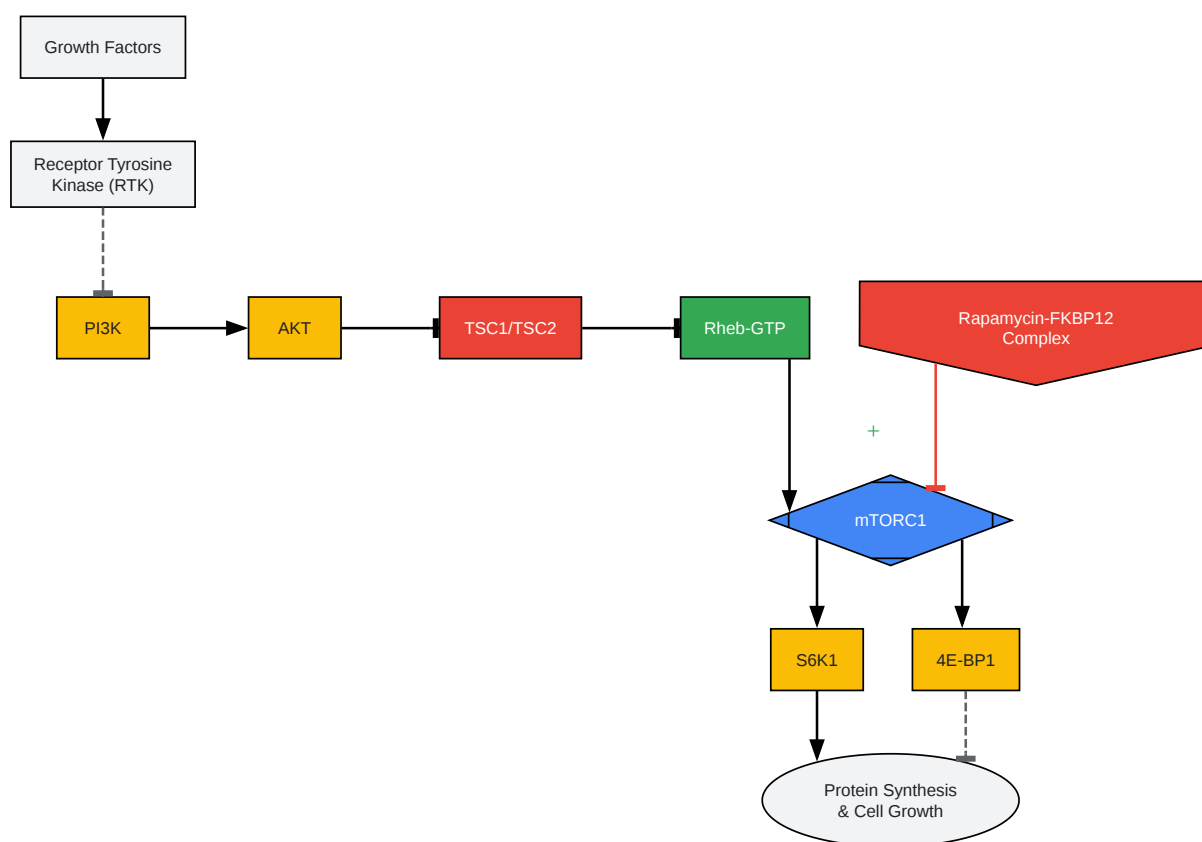 Growth Factors
Receptor Tyrosine
Kinase (RTK)
PI3K
AKT
TSC1/TSC2
Rheb-GTP
Rapamycin-FKBP12
Complex
+
mTORC1
S6K1
4E-BP1
Protein Synthesis
& Cell Growth